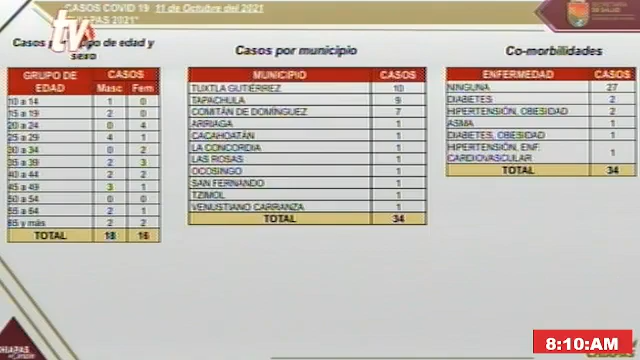 CASOS COVID 19 11 de Octubre del 2021
CHIAPAS 2021"
SECRETARÍA
DE SALUD
tv
Casos por grupo de edad y
sexo
GRUPO DE EDAD CASOS
Masc Fem
10 a 14 1 0
15 a 19 2 0
20 a 24 0 4
25 a 29 4 1
30 a 34 0 2
35 a 39 2 3
40 a 44 2 2
45 a 49 3 1
50 a 54 0 0
55 a 64 2 1
65 y más 2 2
TOTAL 18 16
Casos por municipio
MUNICIPIO CASOS
TUXTLA GUTIÉRREZ 10
TAPACHULA 9
COMITÁN DE DOMÍNGUEZ 7
ARRIAGA 1
CACAHOATÁN 1
LA CONCORDIA 1
LAS ROSAS 1
OCOSINGO 1
SAN FERNANDO 1
TZIMOL 1
VENUSTIANO CARRANZA 1
TOTAL 34
Co-morbilidades
ENFERMEDAD CASOS
NINGUNA 27
DIABETES 2
HIPERTENSIÓN, OBESIDAD 2
ASMA 1
DIABETES, OBESIDAD 1
HIPERTENSIÓN, ENF.
CARDIOVASCULAR 1
TOTAL 34
CHIAPAS
8:10:AM